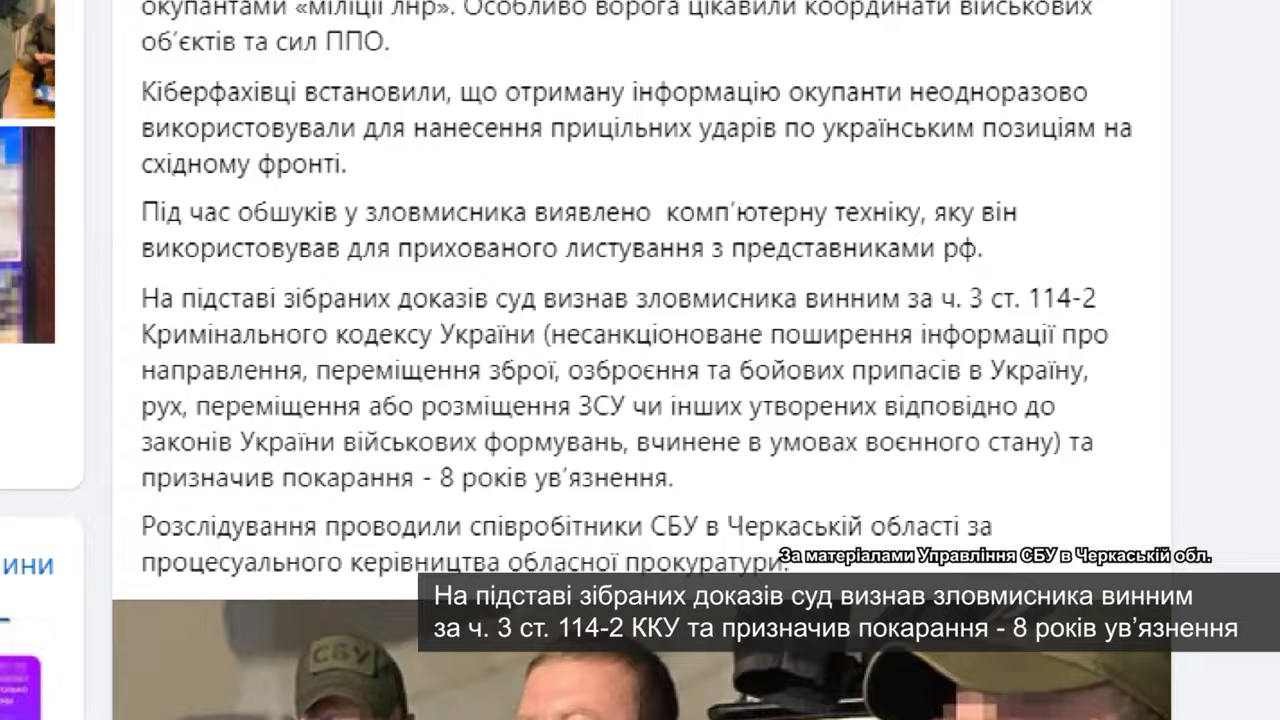 окупантами «міліції лнр». Особливо ворога цікавили координати військових
об’єктів та сил ППО.
Кіберфахівці встановили, що отриману інформацію окупанти неодноразово
використовували для нанесення прицільних ударів по українським позиціям на
східному фронті.
Під час обшуків у зловмисника виявлено  комп’ютерну техніку, яку він
використовував для прихованого листування з представниками рф.
На підставі зібраних доказів суд визнав зловмисника винним за ч. 3 ст. 114-2
Кримінального кодексу України (несанкціоноване поширення інформації про
направлення, переміщення зброї, озброєння та бойових припасів в Україну,
рух, переміщення або розміщення ЗСУ чи інших утворених відповідно до
законів України військових формувань, вчинене в умовах воєнного стану) та
призначив покарання - 8 років ув’язнення.
Розслідування проводили співробітники СБУ в Черкаській області за
процесуального керівництва обласної прокуратури.
ини
За матеріалами Управління СБУ в Черкаській обл.
На підставі зібраних доказів суд визнав зловмисника винним
за ч. 3 ст. 114-2 ККУ та призначив покарання - 8 років ув’язнення
СБУ